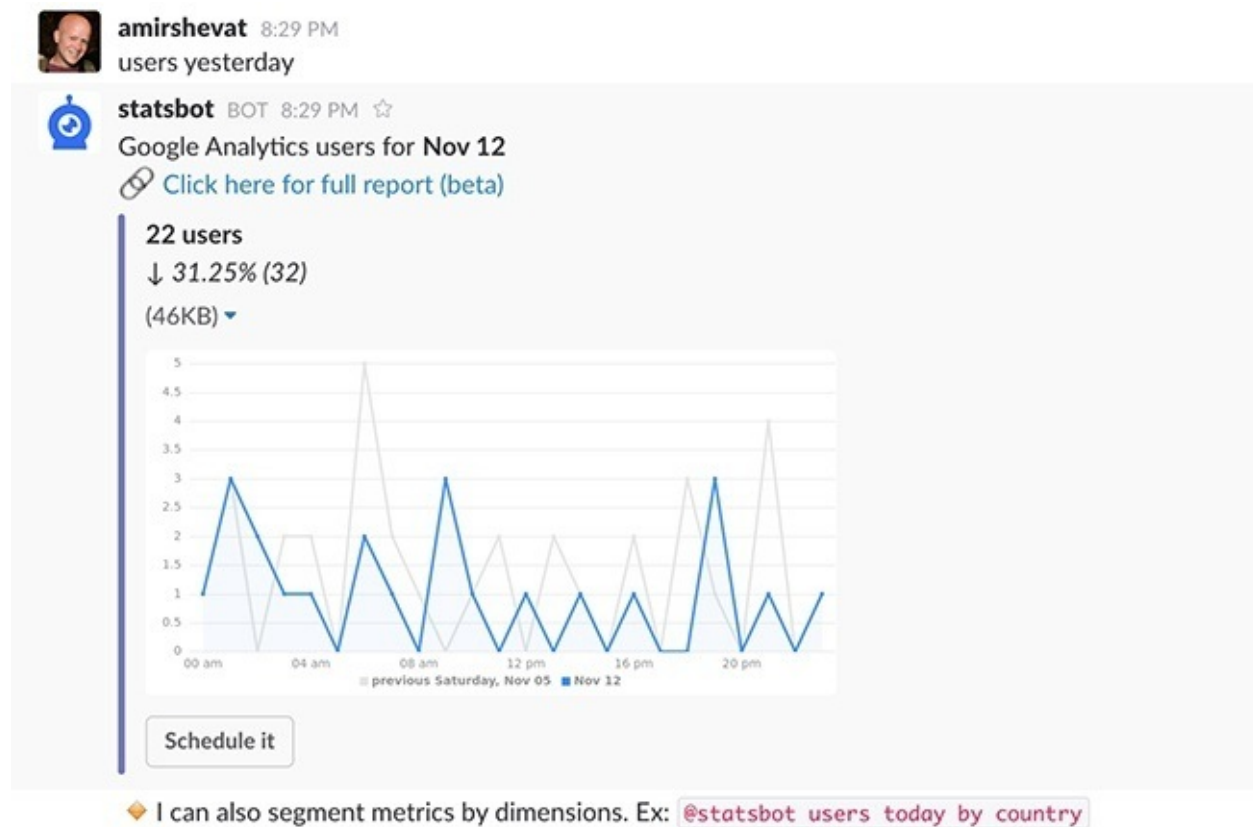 amirshevat 8:29 PM
users yesterday
statsbot BOT 8:29 PM ☆
Google Analytics users for Nov 12
Click here for full report (beta)
22 users
↓ 31.25% (32)
(46KB)
5
4.5
4
3.5
3
2.5
2
1.5
1
0.5
0
00 am 04 am 08 am 12 pm 16 pm 20 pm
previous Saturday, Nov 05 Nov 12
Schedule it
I can also segment metrics by dimensions. Ex: @statsbot users today by country